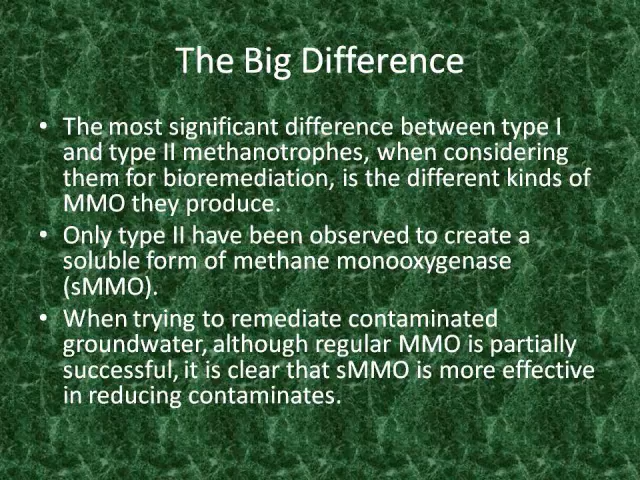 The Big Difference
• The most significant difference between type I
and type II methanotrophes, when considering
them for bioremediation, is the different kinds of
MMO they produce.
• Only type II have been observed to create a
soluble form of methane monooxygenase
(sMMO).
• When trying to remediate contaminated
groundwater, although regular MMO is partially
successful, it is clear that sMMO is more effective
in reducing contaminates.